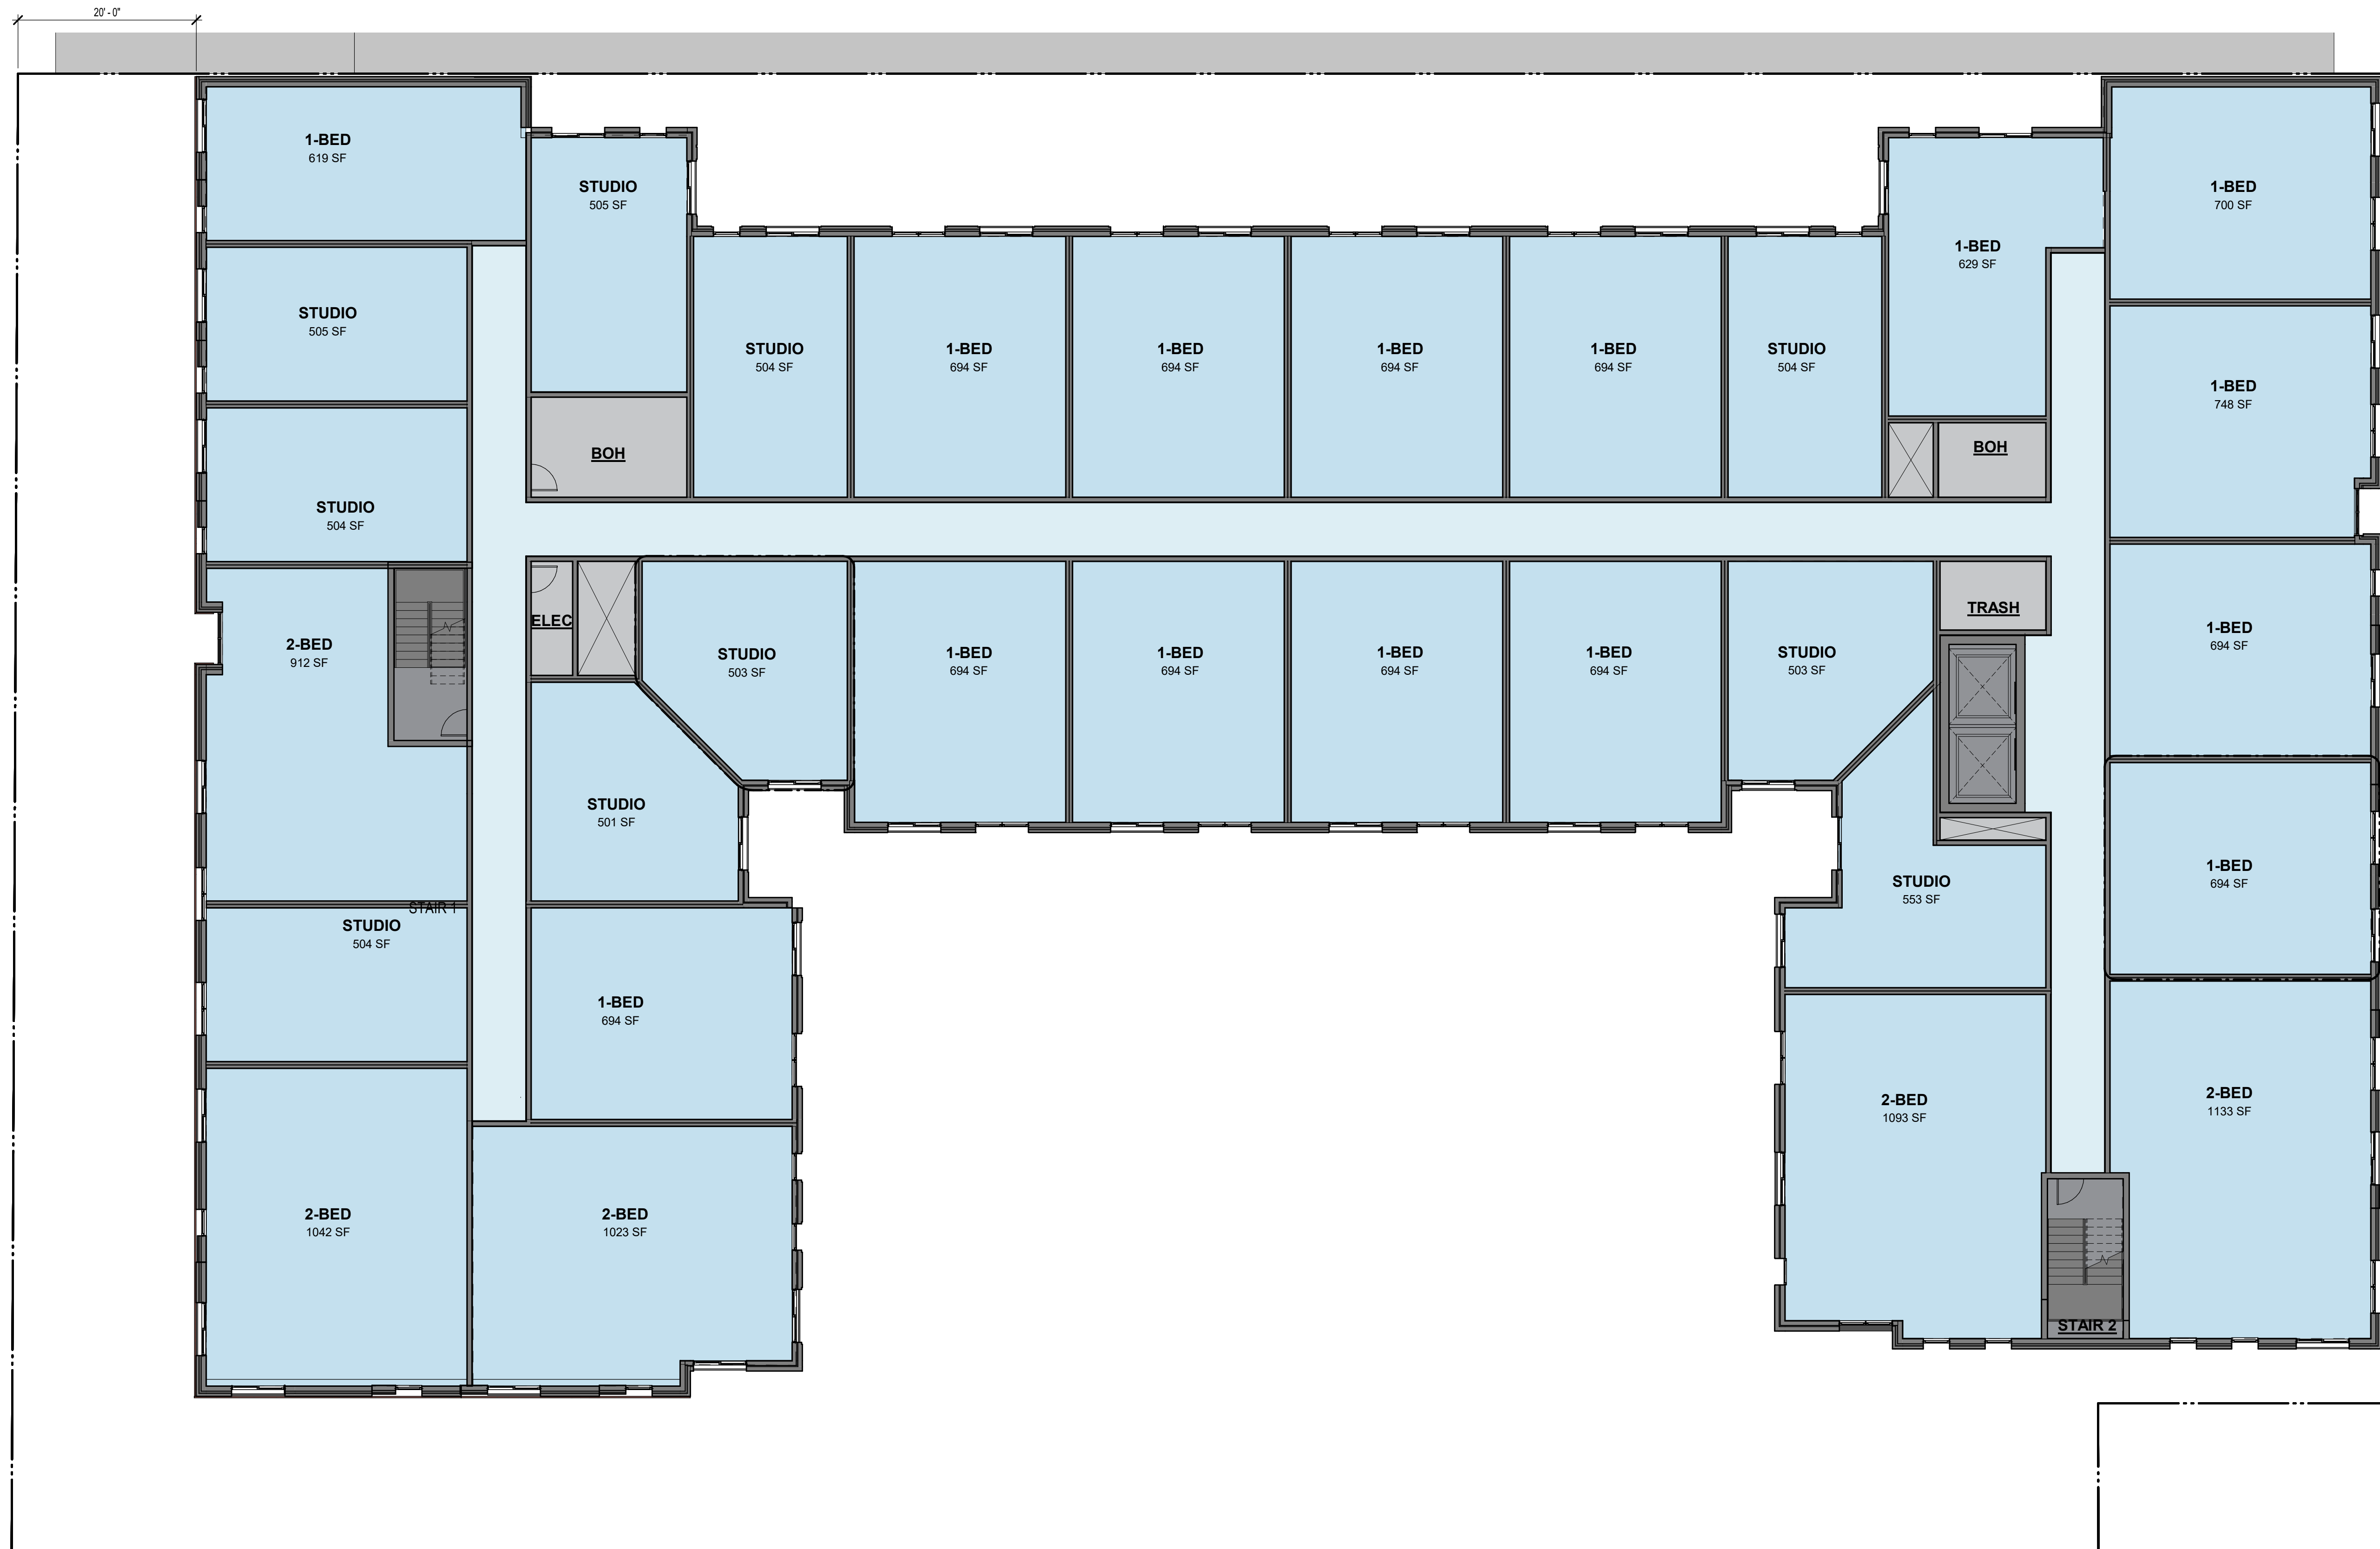 20' - 0"
1-BED
619 SF
STUDIO
505 SF
1-BED
700 SF
1-BED
629 SF
STUDIO
505 SF
STUDIO
504 SF
1-BED
694 SF
1-BED
694 SF
1-BED
694 SF
1-BED
694 SF
STUDIO
504 SF
1-BED
748 SF
BOH
BOH
STUDIO
504 SF
ELEC
TRASH
2-BED
912 SF
STUDIO
503 SF
1-BED
694 SF
1-BED
694 SF
1-BED
694 SF
1-BED
694 SF
STUDIO
503 SF
1-BED
694 SF
STUDIO
501 SF
1-BED
694 SF
STUDIO
553 SF
STAIR 1
STUDIO
504 SF
1-BED
694 SF
2-BED
1093 SF
2-BED
1133 SF
2-BED
1042 SF
2-BED
1023 SF
STAIR 2